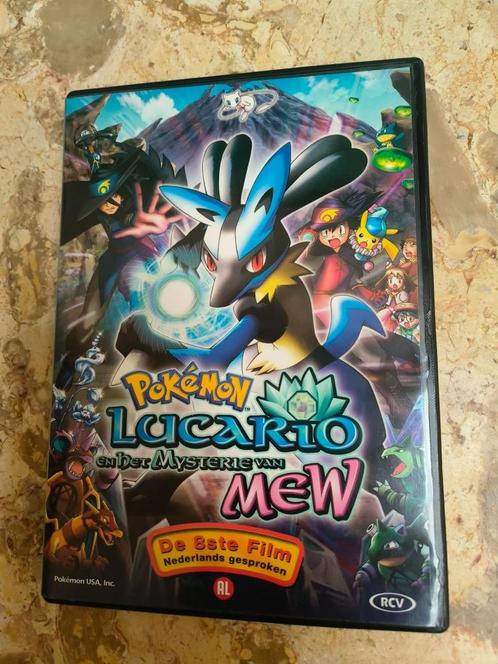 POKÉMON
LUCARIO
EN HET MYSTERIE VAN
MEW
De 8ste Film
Nederlands gesproken
AL
Pokémon USA, Inc.
RCV